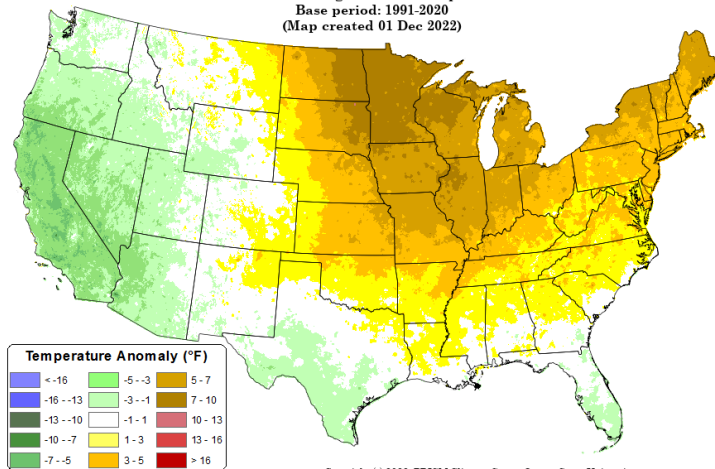 Base period: 1991-2020
(Map created 01 Dec 2022)
Temperature Anomaly (°F)
< -16 -5 - -3 5 - 7
-16 - -13 -3 - -1 7 - 10
-13 - -10 -1 - 1 10 - 13
-10 - -7 1 - 3 13 - 16
-7 - -5 3 - 5 > 16